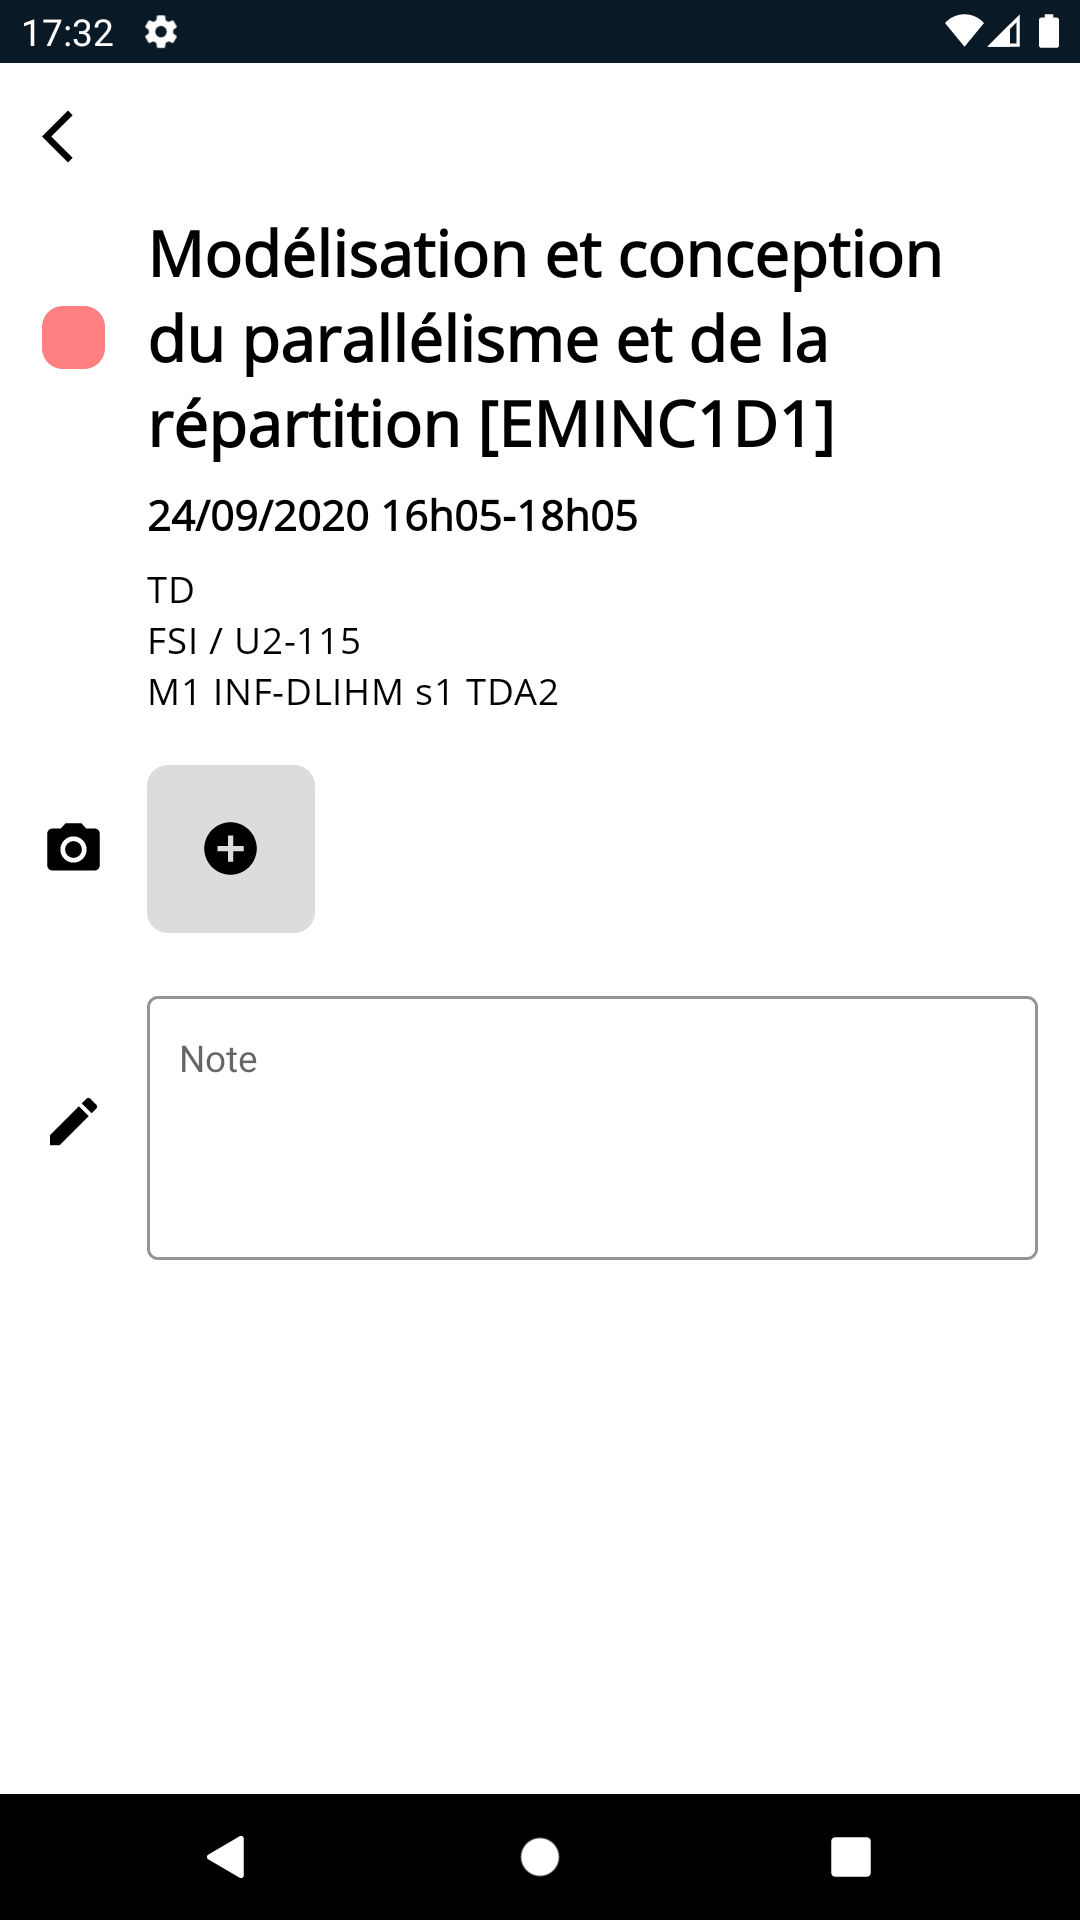 17:32
Modélisation et conception
du parallélisme et de la
répartition [EMINC1D1]
24/09/2020 16h05-18h05
TD
FSI / U2-115
M1 INF-DLIHM s1 TDA2
Note